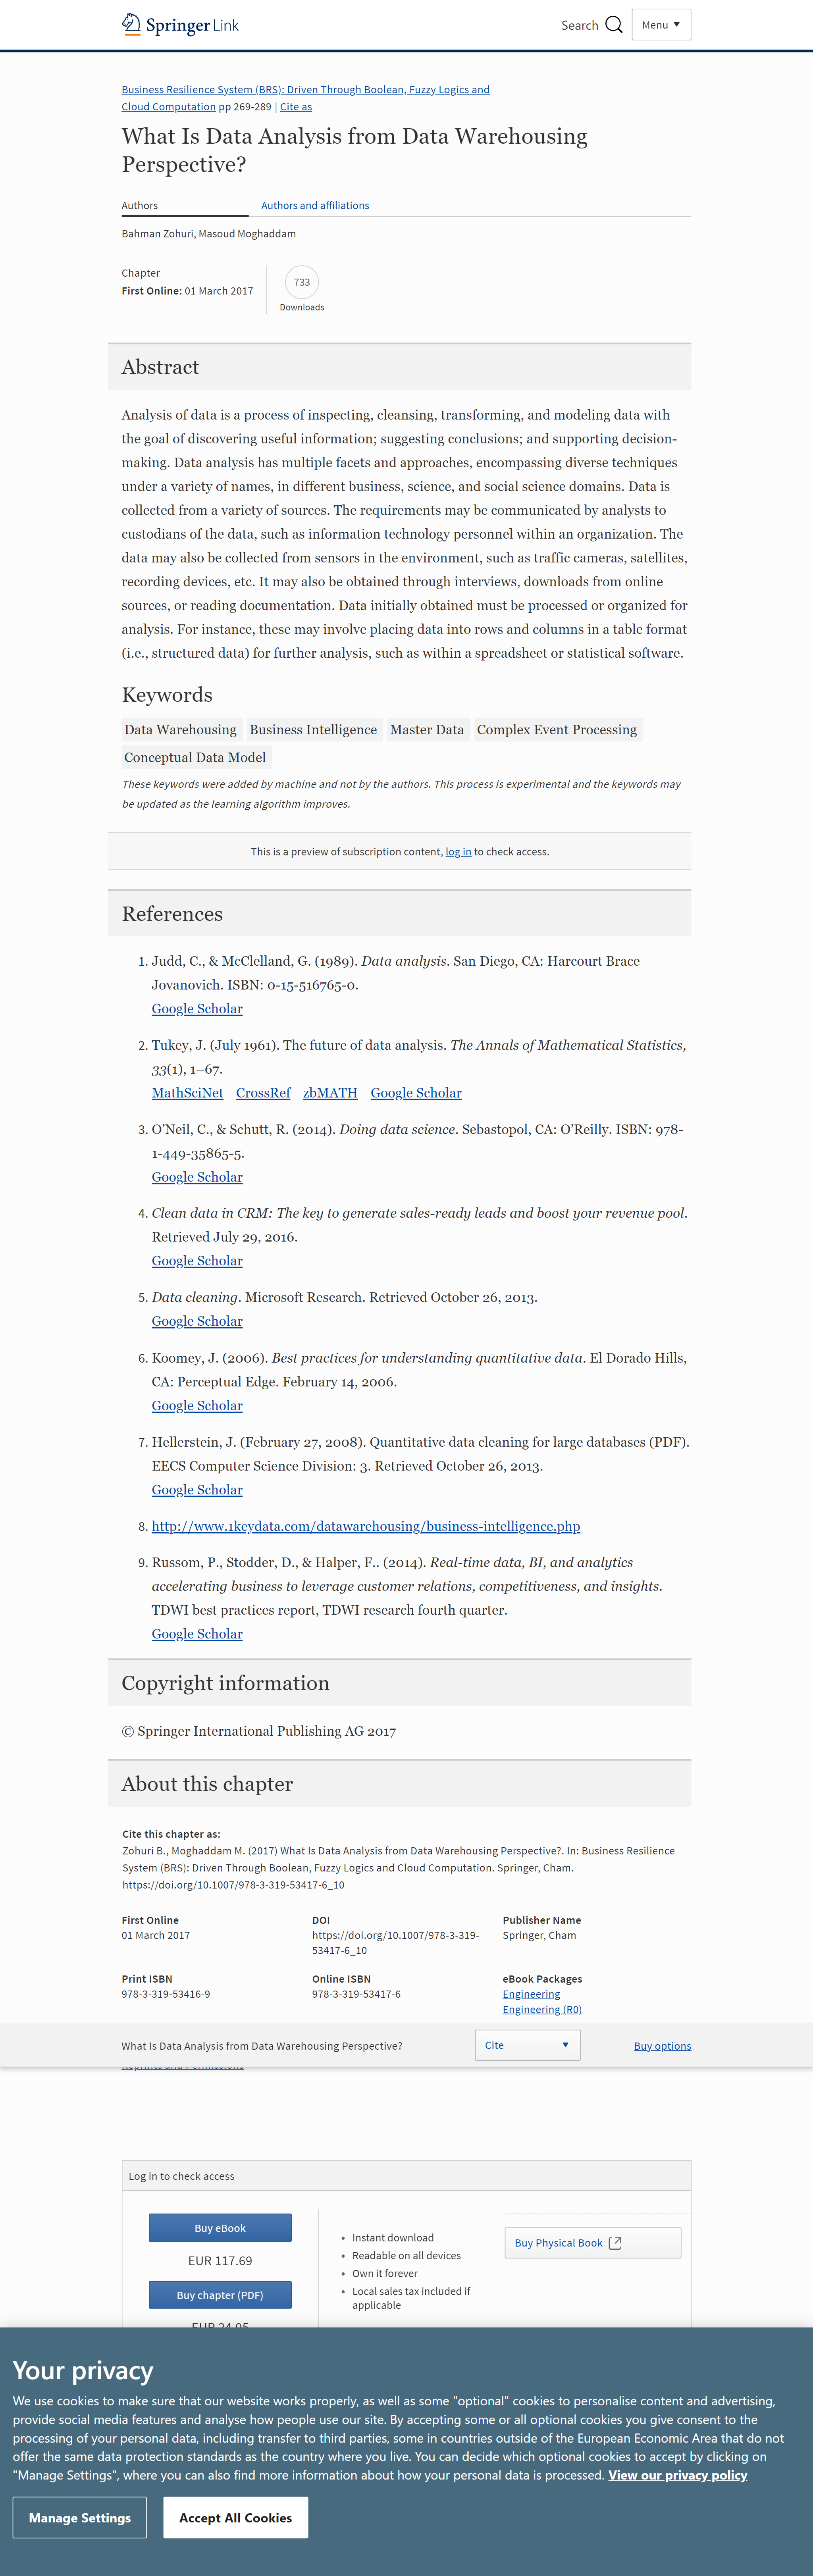 Springer Link
Search
Menu
Business Resilience System (BRS): Driven Through Boolean, Fuzzy Logics and
Cloud Computation pp 269-289 | Cite as
What Is Data Analysis from Data Warehousing
Perspective?
Authors
Authors and affiliations
Bahman Zohuri, Masoud Moghaddam
Chapter
First Online: 01 March 2017
733
Downloads
Abstract
Analysis of data is a process of inspecting, cleansing, transforming, and modeling data with
the goal of discovering useful information; suggesting conclusions; and supporting decision-
making. Data analysis has multiple facets and approaches, encompassing diverse techniques
under a variety of names, in different business, science, and social science domains. Data is
collected from a variety of sources. The requirements may be communicated by analysts to
custodians of the data, such as information technology personnel within an organization. The
data may also be collected from sensors in the environment, such as traffic cameras, satellites,
recording devices, etc. It may also be obtained through interviews, downloads from online
sources, or reading documentation. Data initially obtained must be processed or organized for
analysis. For instance, these may involve placing data into rows and columns in a table format
(i.e., structured data) for further analysis, such as within a spreadsheet or statistical software.
Keywords
Data Warehousing Business Intelligence Master Data Complex Event Processing
Conceptual Data Model
These keywords were added by machine and not by the authors. This process is experimental and the keywords may
be updated as the learning algorithm improves.
This is a preview of subscription content, log in to check access.
References
1. Judd, C., & McClelland, G. (1989). Data analysis. San Diego, CA: Harcourt Brace
Jovanovich. ISBN: 0-15-516765-0.
Google Scholar
2. Tukey, J. (July 1961). The future of data analysis. The Annals of Mathematical Statistics,
33(1), 1–67.
MathSciNet CrossRef zbMATH Google Scholar
3. O’Neil, C., & Schutt, R. (2014). Doing data science. Sebastopol, CA: O’Reilly. ISBN: 978-
1-449-35865-5.
Google Scholar
4. Clean data in CRM: The key to generate sales-ready leads and boost your revenue pool.
Retrieved July 29, 2016.
Google Scholar
5. Data cleaning. Microsoft Research. Retrieved October 26, 2013.
Google Scholar
6. Koomey, J. (2006). Best practices for understanding quantitative data. El Dorado Hills,
CA: Perceptual Edge. February 14, 2006.
Google Scholar
7. Hellerstein, J. (February 27, 2008). Quantitative data cleaning for large databases (PDF).
EECS Computer Science Division: 3. Retrieved October 26, 2013.
Google Scholar
8. http://www.1keydata.com/datawarehousing/business-intelligence.php
9. Russom, P., Stodder, D., & Halper, F.. (2014). Real-time data, BI, and analytics
accelerating business to leverage customer relations, competitiveness, and insights.
TDWI best practices report, TDWI research fourth quarter.
Google Scholar
Copyright information
© Springer International Publishing AG 2017
About this chapter
Cite this chapter as:
Zohuri B., Moghaddam M. (2017) What Is Data Analysis from Data Warehousing Perspective?. In: Business Resilience
System (BRS): Driven Through Boolean, Fuzzy Logics and Cloud Computation. Springer, Cham.
https://doi.org/10.1007/978-3-319-53417-6_10
First Online
01 March 2017
DOI
https://doi.org/10.1007/978-3-319-
53417-6_10
Publisher Name
Springer, Cham
Print ISBN
978-3-319-53416-9
Online ISBN
978-3-319-53417-6
eBook Packages
Engineering
Engineering (R0)
What Is Data Analysis from Data Warehousing Perspective?
Cite
Buy options
Reprints and Permissions
Log in to check access
Buy eBook
EUR 117.69
Buy chapter (PDF)
EUR 24.95
Instant download
Readable on all devices
Own it forever
Local sales tax included if
applicable
Buy Physical Book
Your privacy
We use cookies to make sure that our website works properly, as well as some "optional" cookies to personalise content and advertising,
provide social media features and analyse how people use our site. By accepting some or all optional cookies you give consent to the
processing of your personal data, including transfer to third parties, some in countries outside of the European Economic Area that do not
offer the same data protection standards as the country where you live. You can decide which optional cookies to accept by clicking on
"Manage Settings", where you can also find more information about how your personal data is processed. View our privacy policy
Manage Settings
Accept All Cookies